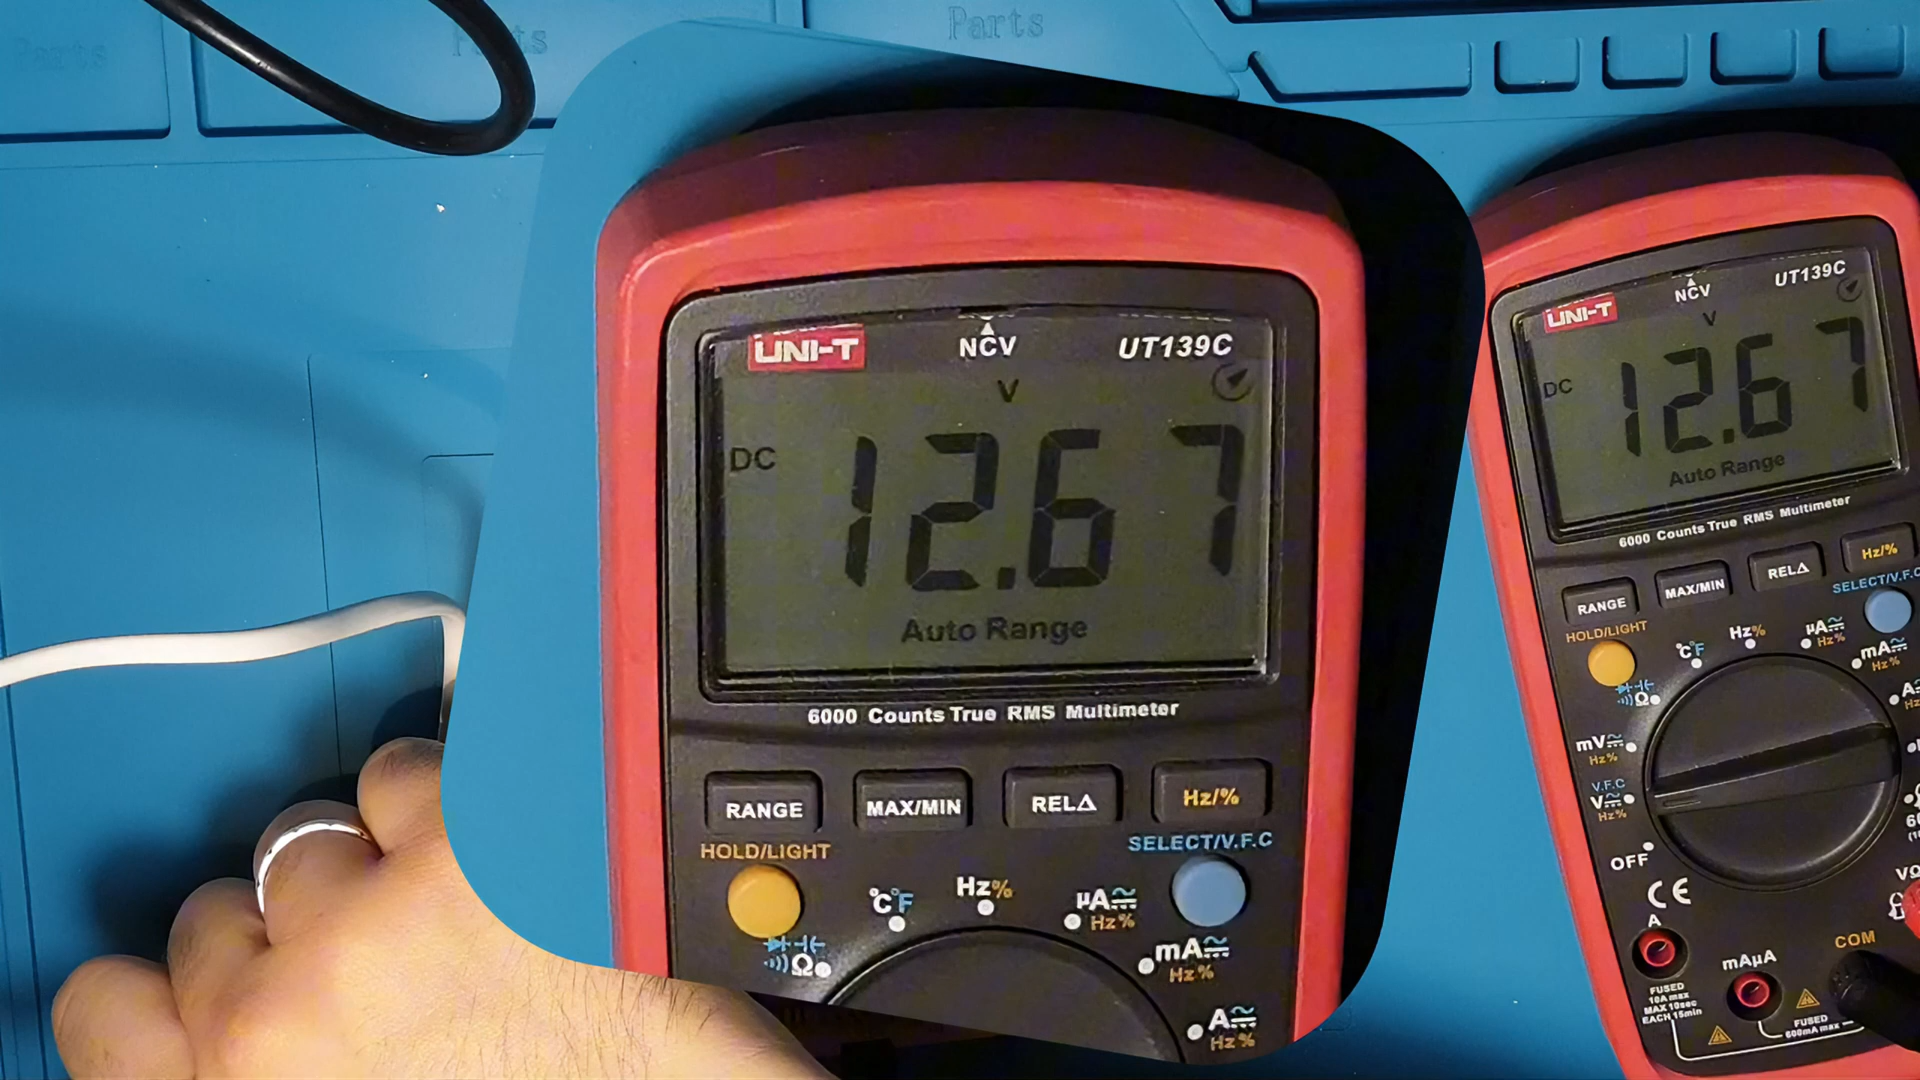 Parts
Parts
Parts
UNI-T
NCV
UT139C
V
DC
12.67
Auto Range
6000 Counts True RMS Multimeter
RANGE
MAX/MIN
RELΔ
Hz/%
HOLD/LIGHT
SELECT/V.F.C
°C°F
Hz%
µA
Hz%
mA
Hz%
Ω
A
Hz%
UNI-T
NCV
UT139C
V
DC
12.67
Auto Range
6000 Counts True RMS Multimeter
RANGE
MAX/MIN
RELΔ
Hz/%
HOLD/LIGHT
SELECT/V.F.C
°C°F
Hz%
µA
Hz%
mA
Hz%
Ω
mV
Hz%
V.F.C
V
Hz%
OFF
CE
A
mAµA
COM
FUSED
10A max
MAX 10sec
EACH 15min
FUSED
600mA max